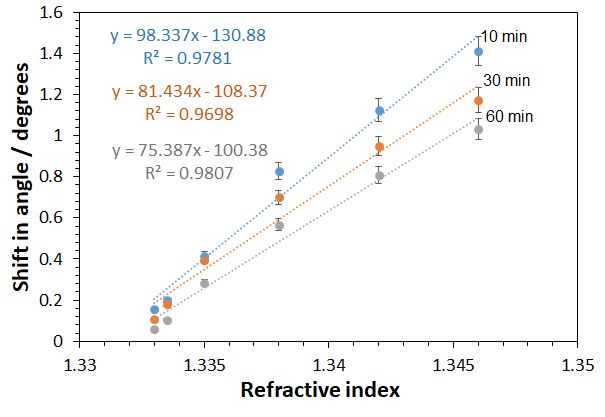 y = 98.337x - 130.88
R² = 0.9781
y = 81.434x - 108.37
R² = 0.9698
y = 75.387x - 100.38
R² = 0.9807
10 min
30 min
60 min
Shift in angle / degrees
1.6
1.4
1.2
1
0.8
0.6
0.4
0.2
0
1.33
1.335
1.34
1.345
1.35
Refractive index